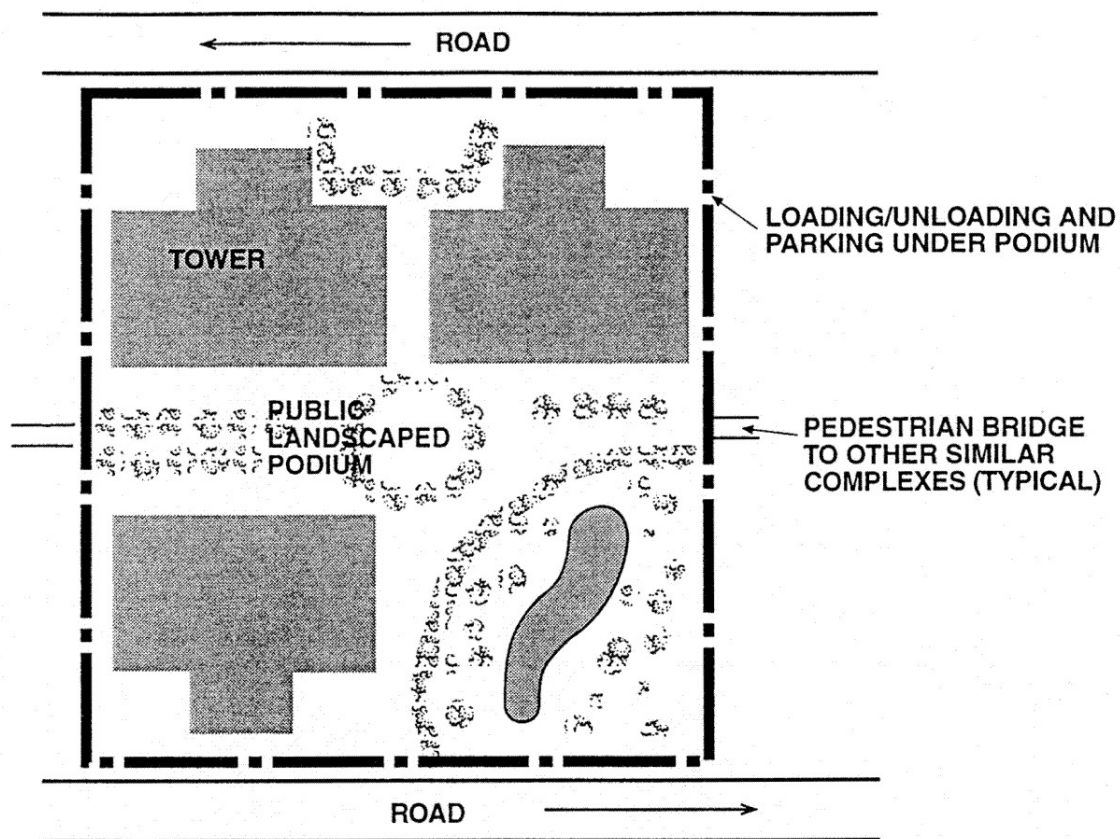 ROAD
LOADING/UNLOADING AND
PARKING UNDER PODIUM
TOWER
PUBLIC
LANDSCAPED
PODIUM
PEDESTRIAN BRIDGE
TO OTHER SIMILAR
COMPLEXES (TYPICAL)
ROAD